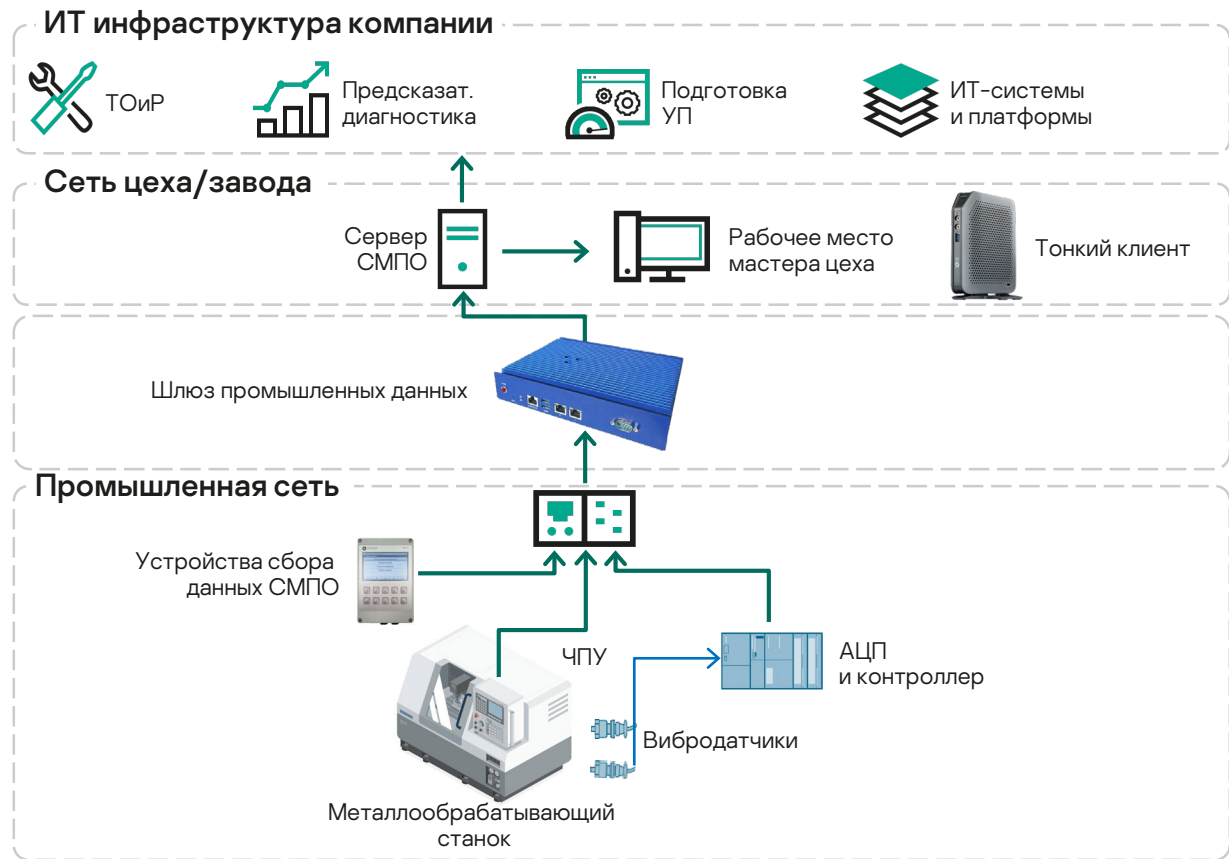 ИТ инфраструктура компании
ТОиР
Предсказат.
диагностика
Подготовка
УП
ИТ-системы
и платформы
Сеть цеха/завода
Сервер
СМПО
Рабочее место
мастера цеха
Тонкий клиент
Шлюз промышленных данных
Промышленная сеть
Устройства сбора
данных СМПО
ЧПУ
АЦП
и контроллер
Вибродатчики
Металлообрабатывающий
станок